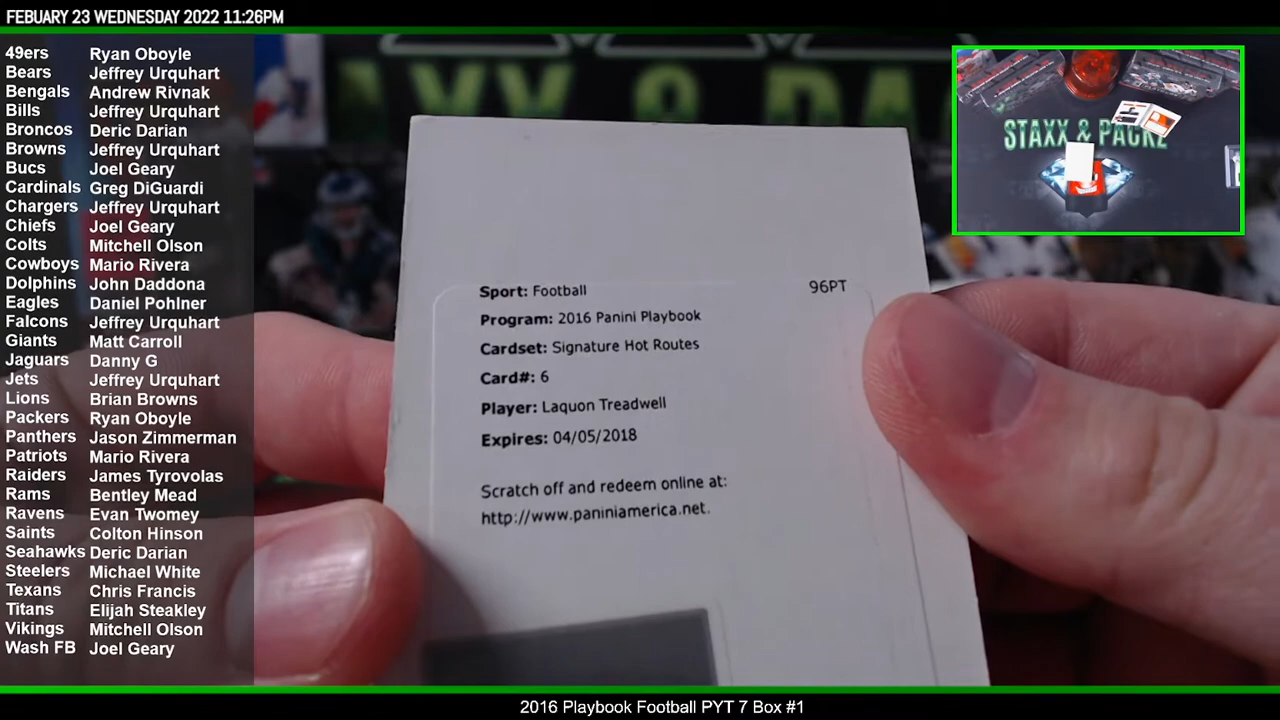 FEBUARY 23 WEDNESDAY 2022 11:26PM
49ers Ryan Oboyle
Bears Jeffrey Urquhart
Bengals Andrew Rivnak
Bills Jeffrey Urquhart
Broncos Deric Darian
Browns Jeffrey Urquhart
Bucs Joel Geary
Cardinals Greg DiGuardi
Chargers Jeffrey Urquhart
Chiefs Joel Geary
Colts Mitchell Olson
Cowboys Mario Rivera
Dolphins John Daddona
Eagles Daniel Pohlner
Falcons Jeffrey Urquhart
Giants Matt Carroll
Jaguars Danny G
Jets Jeffrey Urquhart
Lions Brian Browns
Packers Ryan Oboyle
Panthers Jason Zimmerman
Patriots Mario Rivera
Raiders James Tyrovolas
Rams Bentley Mead
Ravens Evan Twomey
Saints Colton Hinson
Seahawks Deric Darian
Steelers Michael White
Texans Chris Francis
Titans Elijah Steakley
Vikings Mitchell Olson
Wash FB Joel Geary
Sport: Football 96PT
Program: 2016 Panini Playbook
Cardset: Signature Hot Routes
Card#: 6
Player: Laquon Treadwell
Expires: 04/05/2018
Scratch off and redeem online at:
http://www.paniniamerica.net.
STAXX & PACKZ
2016 Playbook Football PYT 7 Box #1